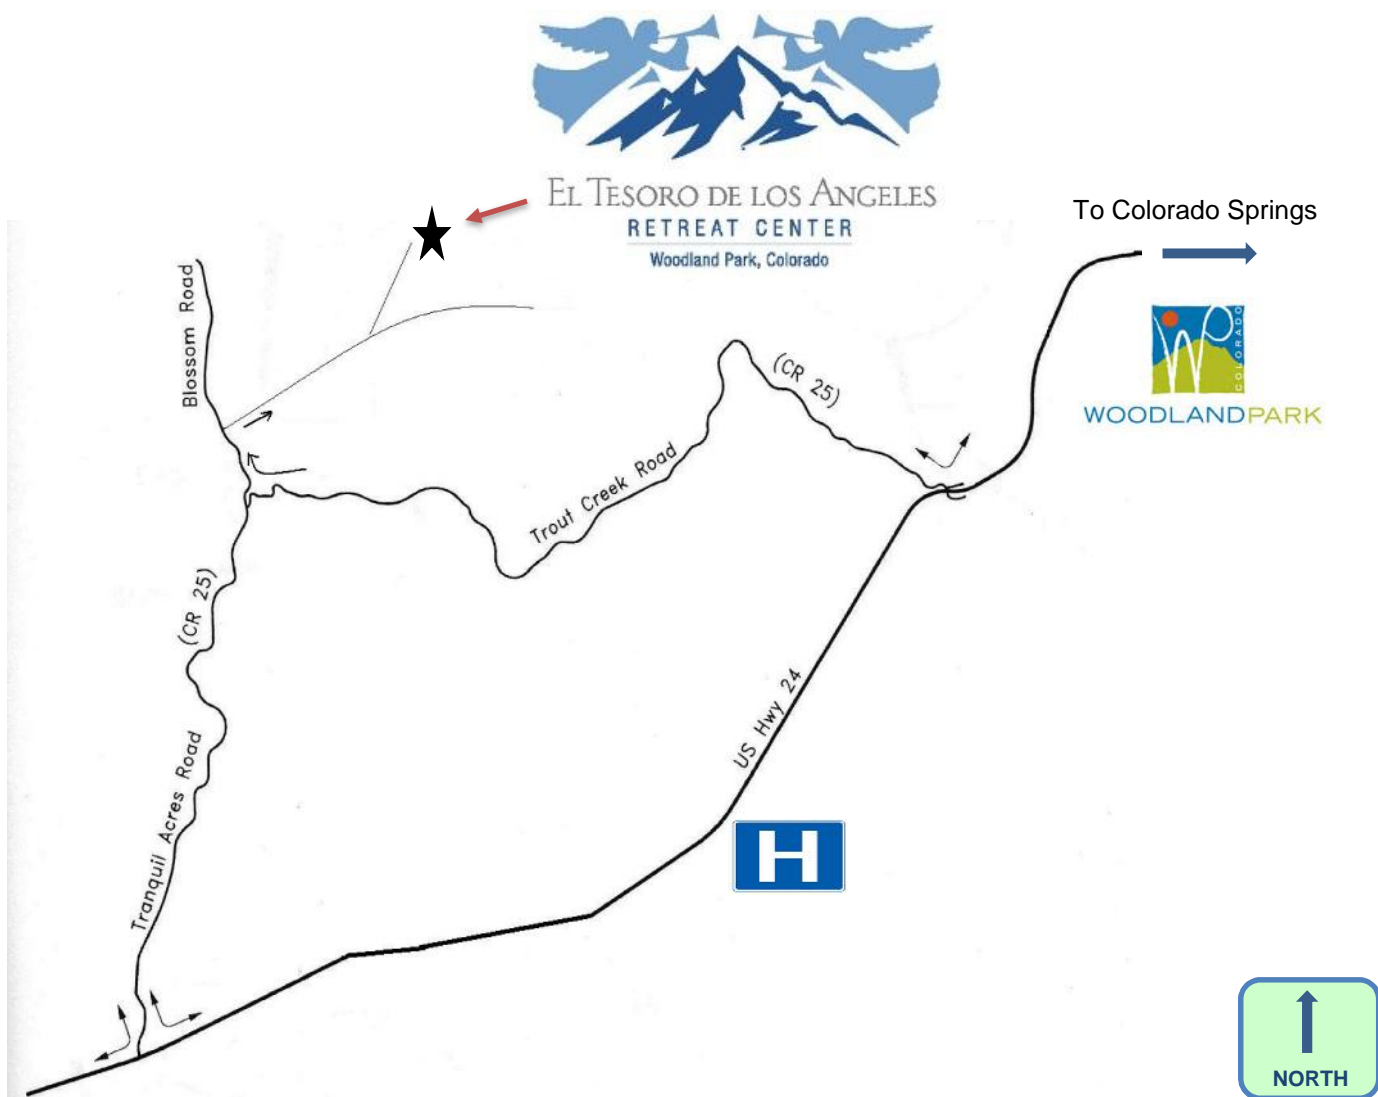 EL TESORO DE LOS ANGELES
RETREAT CENTER
Woodland Park, Colorado
To Colorado Springs
Blossom Road
(CR 25)
COLORADO
WOODLANDPARK
Trout Creek Road
(CR 25)
US Hwy 24
Tranquil Acres Road
H
NORTH